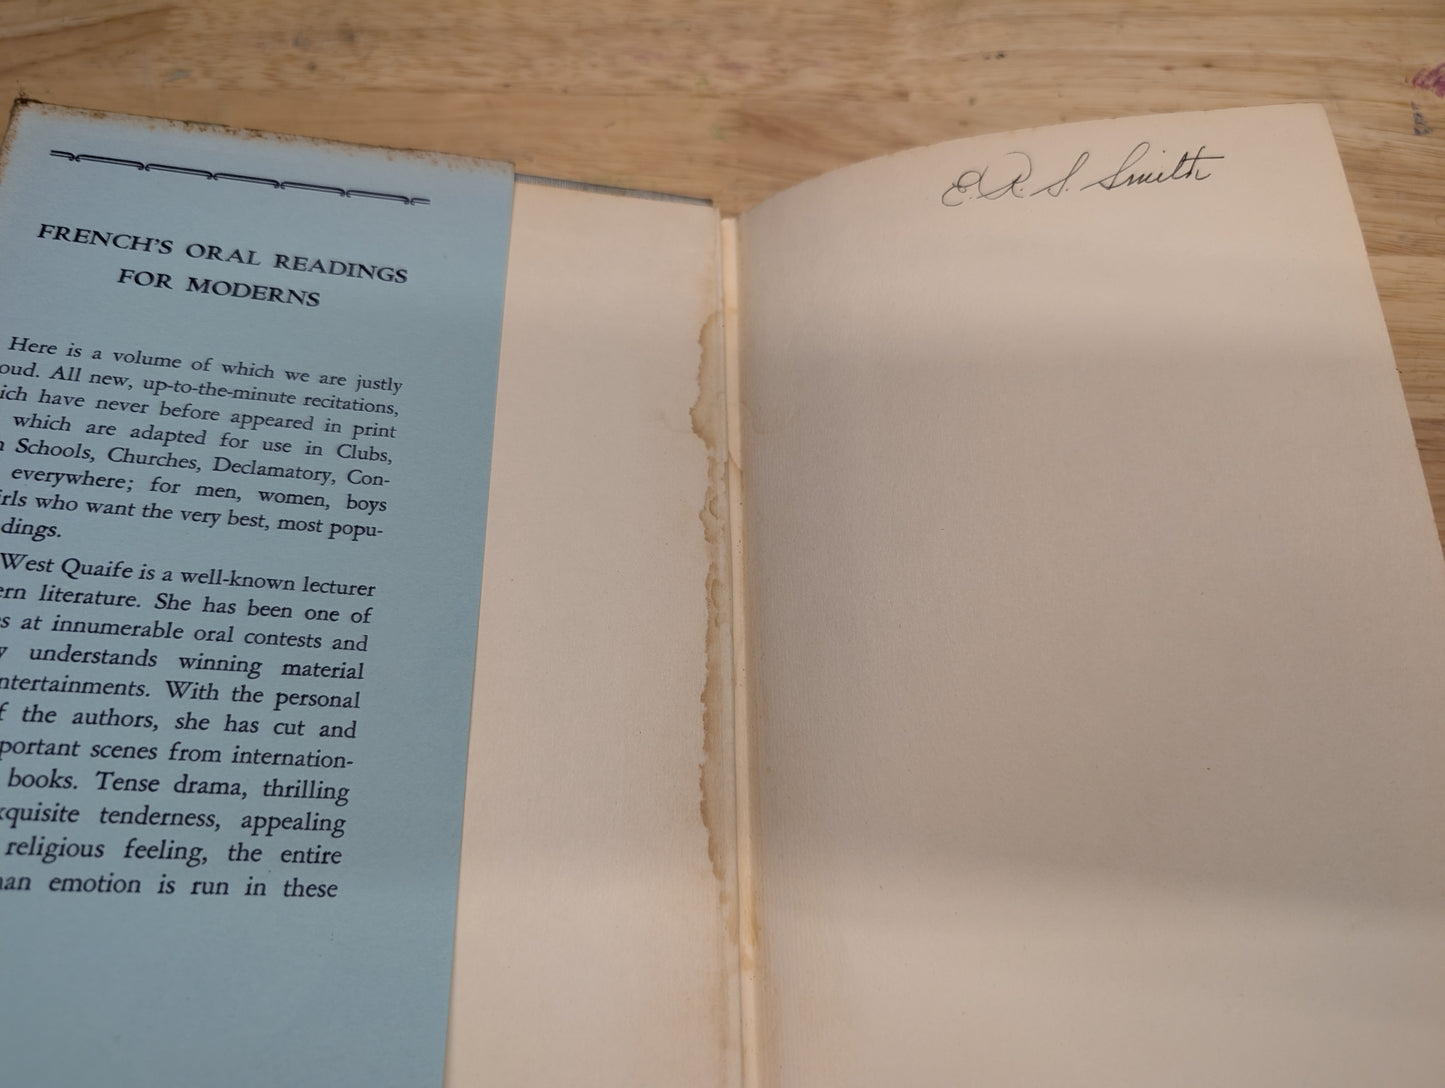 FRENCH'S ORAL READINGS
FOR MODERNS
Here is a volume of which we are justly
oud. All new, up-to-the-minute recitations,
ich have never before appeared in print
which are adapted for use in Clubs,
Schools, Churches, Declamatory, Con-
everywhere; for men, women, boys
irls who want the very best, most popu-
dings.
West Quaife is a well-known lecturer
ern literature. She has been one of
s at innumerable oral contests and
y understands winning material
ntertainments. With the personal
f the authors, she has cut and
portant scenes from internation-
books. Tense drama, thrilling
xquisite tenderness, appealing
religious feeling, the entire
an emotion is run in these
E. R. S. Smith